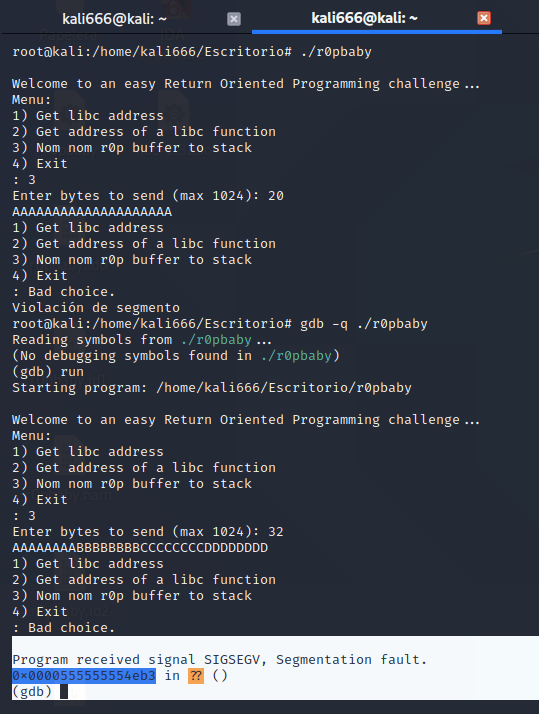 kali666@kali: ~
kali666@kali: ~
root@kali:/home/kali666/Escritorio# ./r0pbaby
Welcome to an easy Return Oriented Programming challenge...
Menu:
1) Get libc address
2) Get address of a libc function
3) Nom nom r0p buffer to stack
4) Exit
: 3
Enter bytes to send (max 1024): 20
AAAAAAAAAAAAAAAAAAAA
1) Get libc address
2) Get address of a libc function
3) Nom nom r0p buffer to stack
4) Exit
: Bad choice.
Violación de segmento
root@kali:/home/kali666/Escritorio# gdb -q ./r0pbaby
Reading symbols from ./r0pbaby...
(No debugging symbols found in ./r0pbaby)
(gdb) run
Starting program: /home/kali666/Escritorio/r0pbaby
Welcome to an easy Return Oriented Programming challenge...
Menu:
1) Get libc address
2) Get address of a libc function
3) Nom nom r0p buffer to stack
4) Exit
: 3
Enter bytes to send (max 1024): 32
AAAAAAAABBBBBBBBCCCCCCCCDDDDDDDD
1) Get libc address
2) Get address of a libc function
3) Nom nom r0p buffer to stack
4) Exit
: Bad choice.
Program received signal SIGSEGV, Segmentation fault.
0x0000555555554eb3 in ?? ()
(gdb)